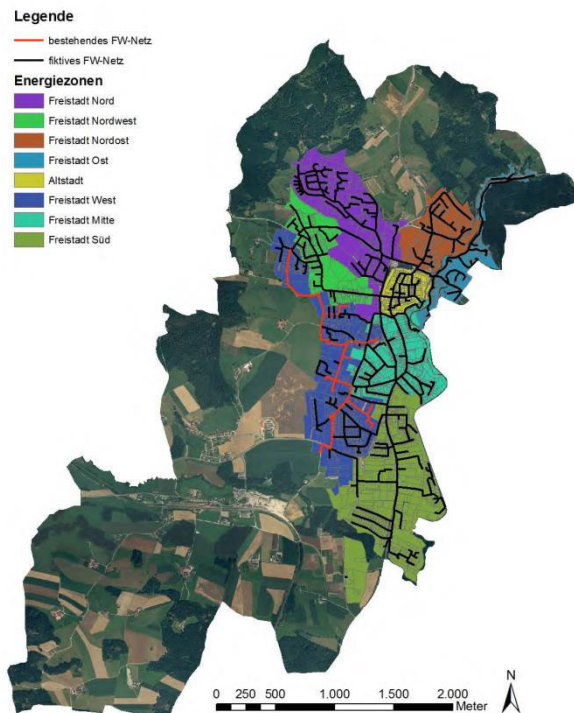 Legende
bestehendes FW-Netz
fiktives FW-Netz
Energiezonen
Freistadt Nord
Freistadt Nordwest
Freistadt Nordost
Freistadt Ost
Altstadt
Freistadt West
Freistadt Mitte
Freistadt Süd
N
0 250 500 1.000 1.500 2.000
Meter